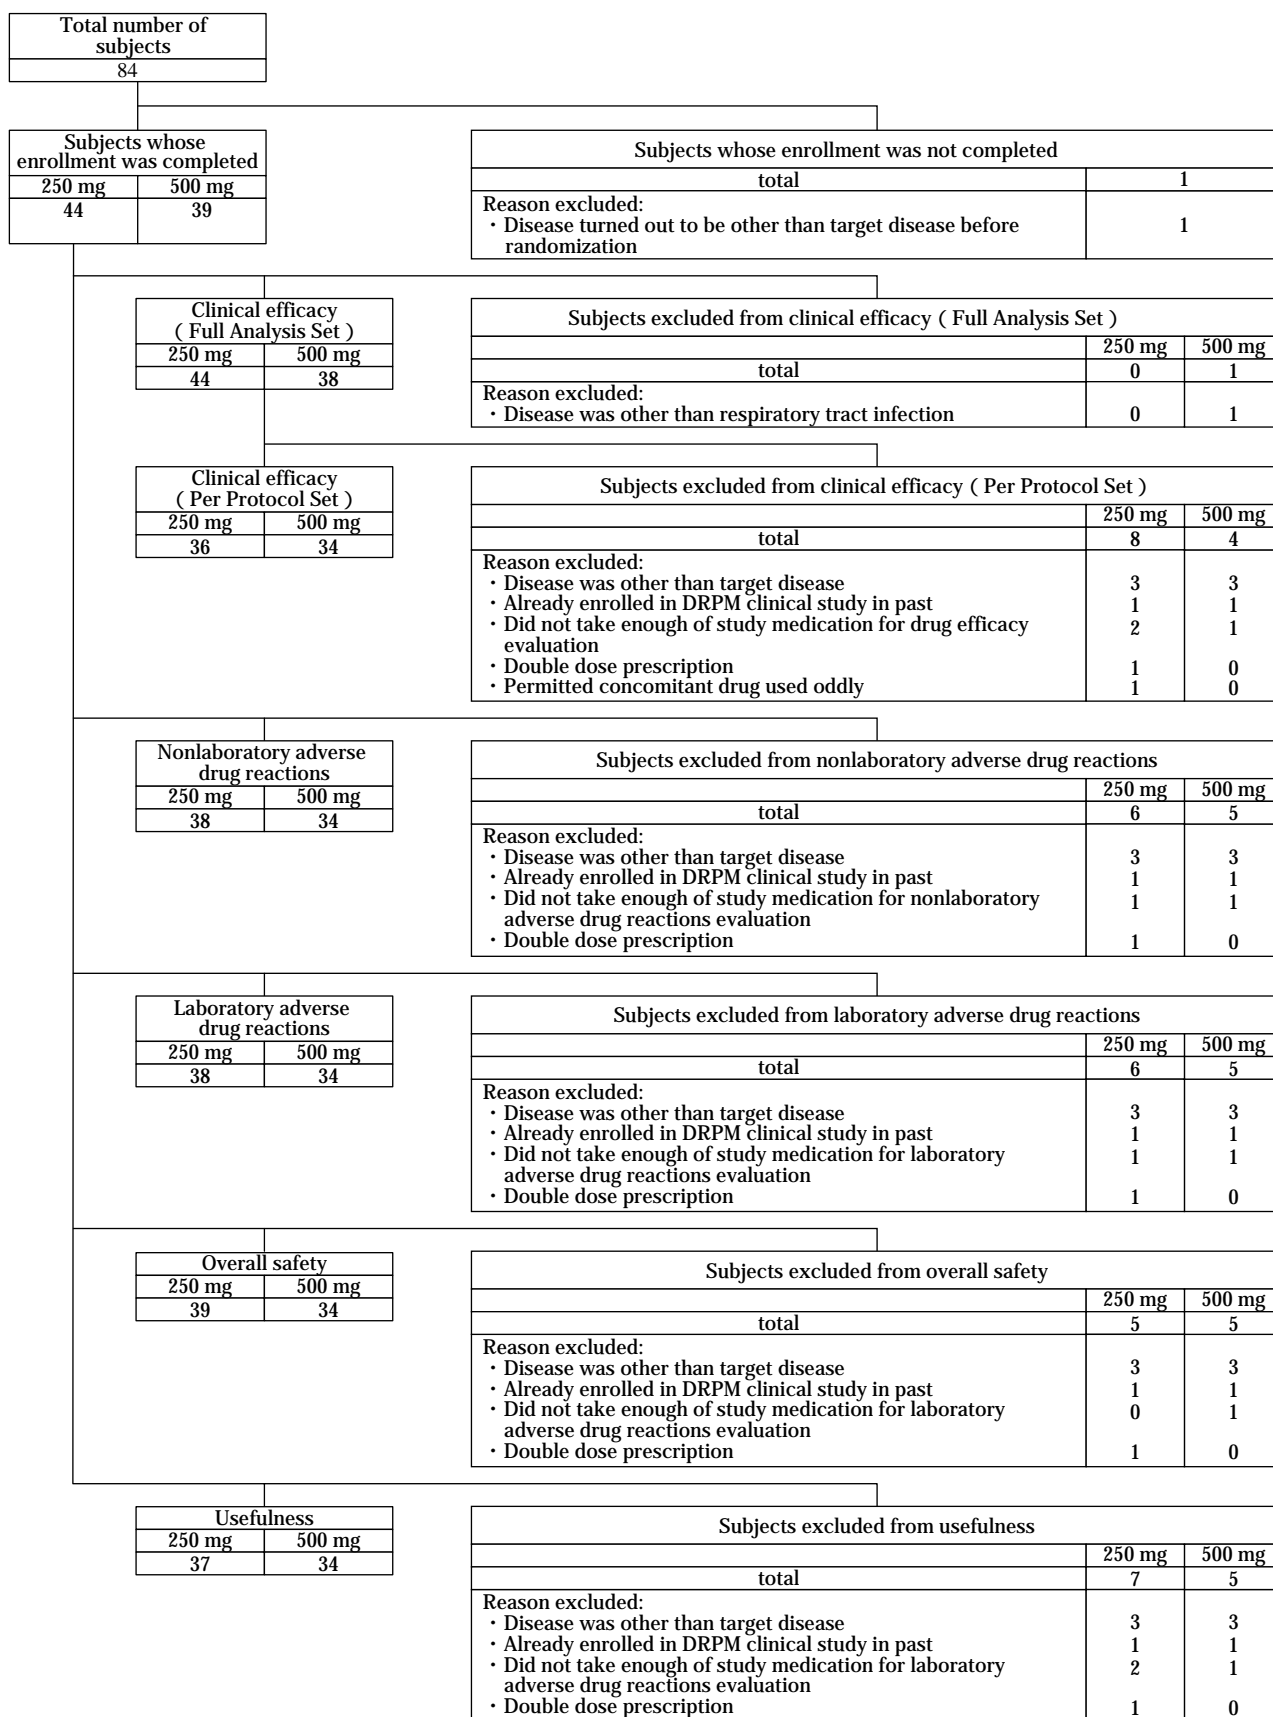 Total number of
subjects
84
Subjects whose
enrollment was completed
250 mg 500 mg
44 39
Subjects whose enrollment was not completed
total 1
Reason excluded:
・Disease turned out to be other than target disease before 1
randomization
Clinical efficacy
( Full Analysis Set )
250 mg 500 mg
44 38
Subjects excluded from clinical efficacy ( Full Analysis Set )
250 mg 500 mg
total 0 1
Reason excluded:
・Disease was other than respiratory tract infection 0 1
Clinical efficacy
( Per Protocol Set )
250 mg 500 mg
36 34
Subjects excluded from clinical efficacy ( Per Protocol Set )
250 mg 500 mg
total 8 4
Reason excluded:
・Disease was other than target disease 3 3
・Already enrolled in DRPM clinical study in past 1 1
・Did not take enough of study medication for drug efficacy 2 1
evaluation
・Double dose prescription 1 0
・Permitted concomitant drug used oddly 1 0
Nonlaboratory adverse
drug reactions
250 mg 500 mg
38 34
Subjects excluded from nonlaboratory adverse drug reactions
250 mg 500 mg
total 6 5
Reason excluded:
・Disease was other than target disease 3 3
・Already enrolled in DRPM clinical study in past 1 1
・Did not take enough of study medication for nonlaboratory 1 1
adverse drug reactions evaluation
・Double dose prescription 1 0
Laboratory adverse
drug reactions
250 mg 500 mg
38 34
Subjects excluded from laboratory adverse drug reactions
250 mg 500 mg
total 6 5
Reason excluded:
・Disease was other than target disease 3 3
・Already enrolled in DRPM clinical study in past 1 1
・Did not take enough of study medication for laboratory 1 1
adverse drug reactions evaluation
・Double dose prescription 1 0
Overall safety
250 mg 500 mg
39 34
Subjects excluded from overall safety
250 mg 500 mg
total 5 5
Reason excluded:
・Disease was other than target disease 3 3
・Already enrolled in DRPM clinical study in past 1 1
・Did not take enough of study medication for laboratory 0 1
adverse drug reactions evaluation
・Double dose prescription 1 0
Usefulness
250 mg 500 mg
37 34
Subjects excluded from usefulness
250 mg 500 mg
total 7 5
Reason excluded:
・Disease was other than target disease 3 3
・Already enrolled in DRPM clinical study in past 1 1
・Did not take enough of study medication for laboratory 2 1
adverse drug reactions evaluation
・Double dose prescription 1 0